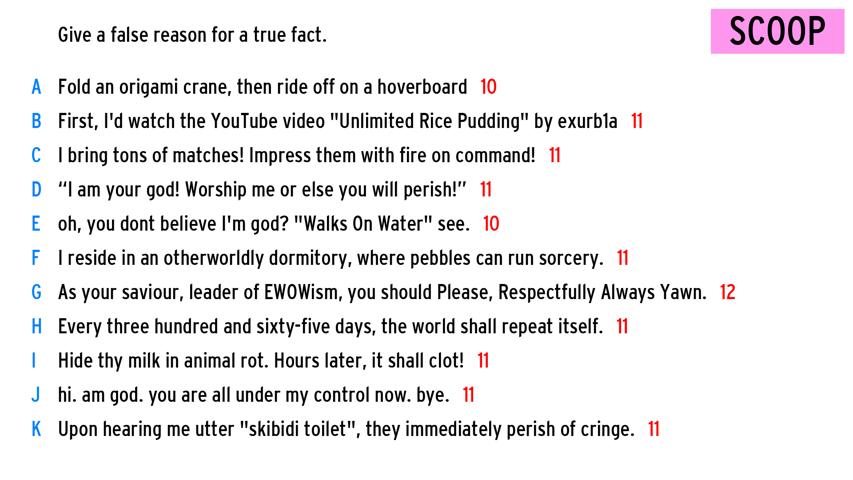 Give a false reason for a true fact.
SCOOP
A Fold an origami crane, then ride off on a hoverboard 10
B First, I'd watch the YouTube video "Unlimited Rice Pudding" by exurb1a 11
C I bring tons of matches! Impress them with fire on command! 11
D “I am your god! Worship me or else you will perish!” 11
E oh, you dont believe I'm god? "Walks On Water" see. 10
F I reside in an otherworldly dormitory, where pebbles can run sorcery. 11
G As your saviour, leader of EWOWism, you should Please, Respectfully Always Yawn. 12
H Every three hundred and sixty-five days, the world shall repeat itself. 11
I Hide thy milk in animal rot. Hours later, it shall clot! 11
J hi. am god. you are all under my control now. bye. 11
K Upon hearing me utter "skibidi toilet", they immediately perish of cringe. 11